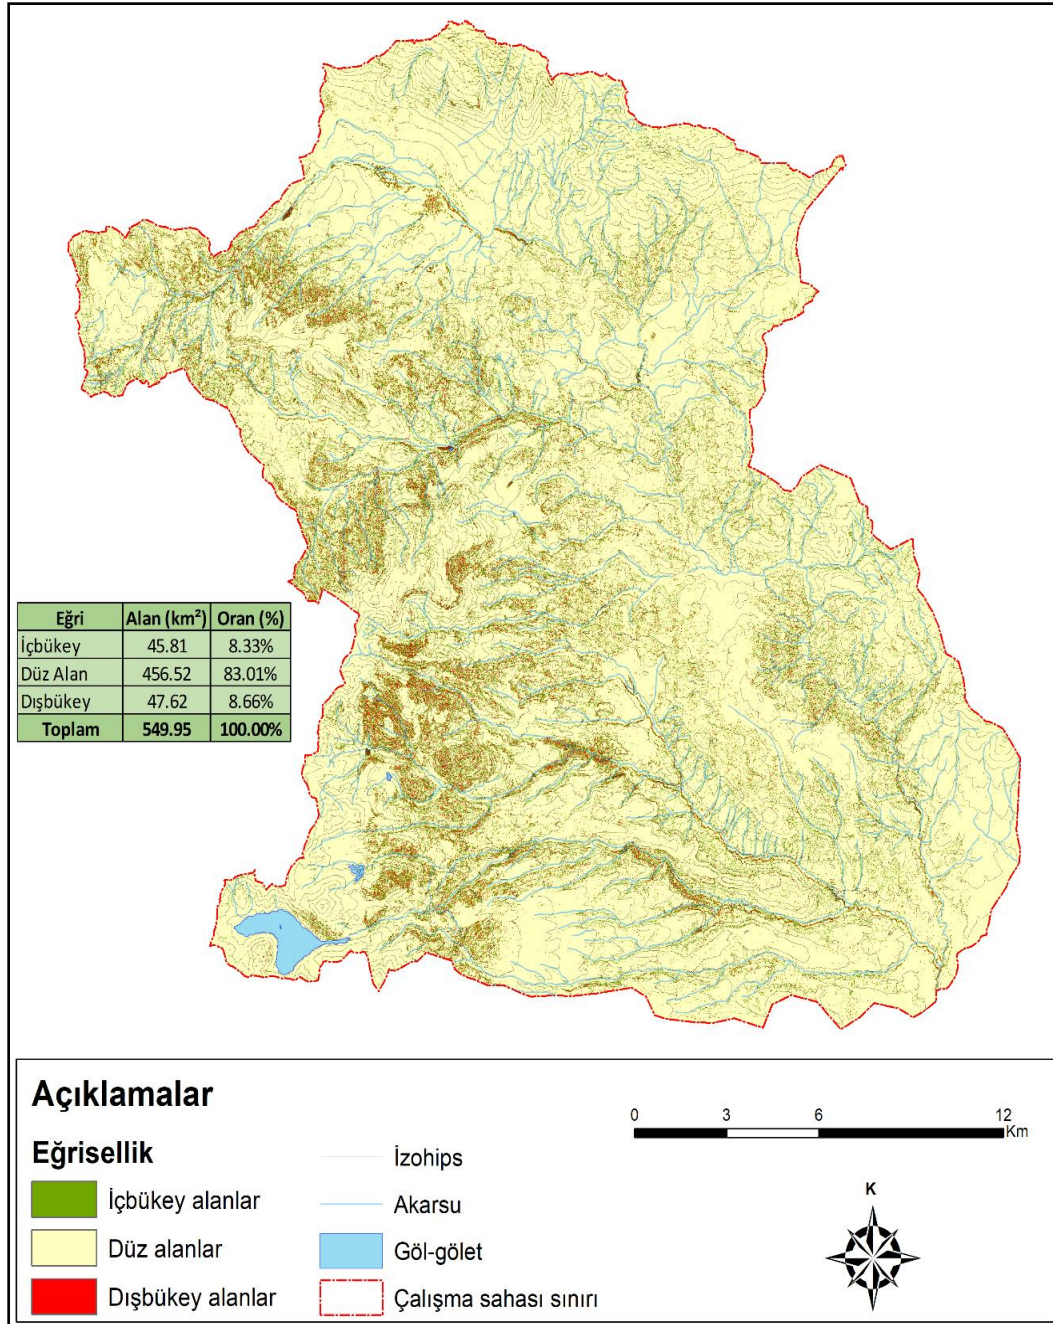 Eğri Alan (km²) Oran (%)
İçbükey 45.81 8.33%
Düz Alan 456.52 83.01%
Dışbükey 47.62 8.66%
Toplam 549.95 100.00%
Açıklamalar
Eğrisellik
İçbükey alanlar
Düz alanlar
Dışbükey alanlar
İzohips
Akarsu
Göl-gölet
Çalışma sahası sınırı
0 3 6 12
Km
K